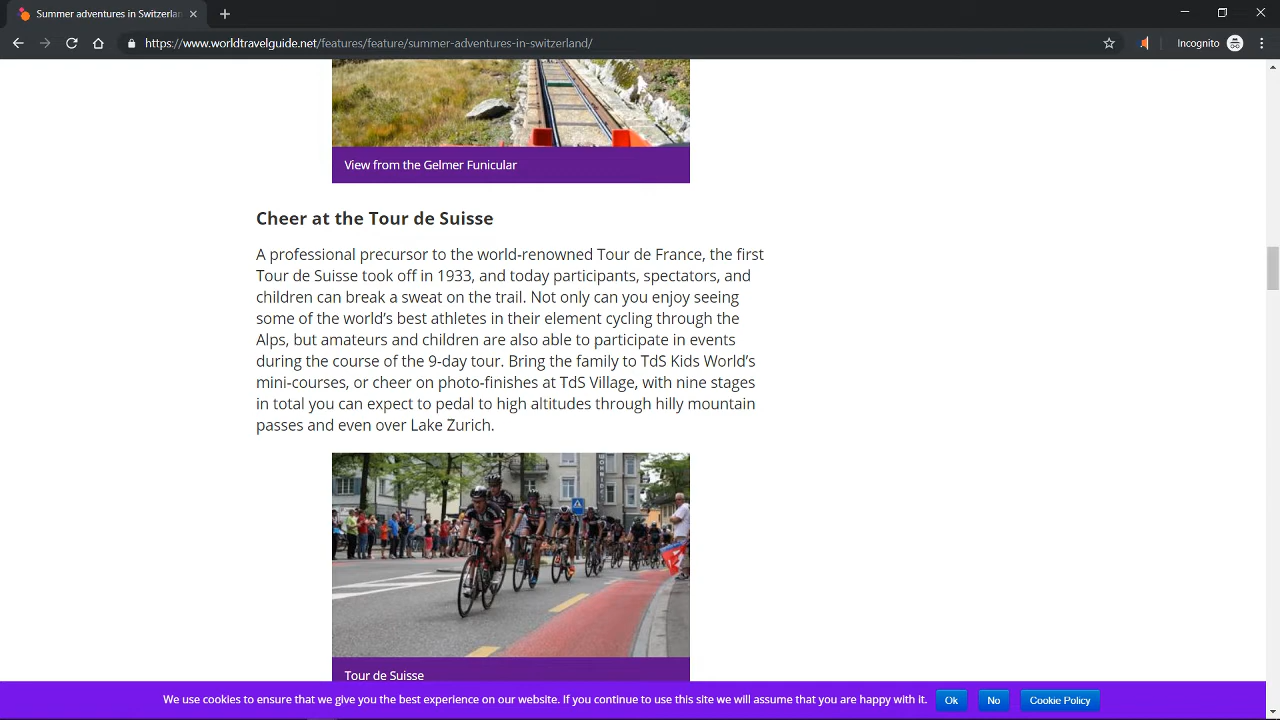 Summer adventures in Switzerlan
https://www.worldtravelguide.net/features/feature/summer-adventures-in-switzerland/
Incognito
View from the Gelmer Funicular
Cheer at the Tour de Suisse
A professional precursor to the world-renowned Tour de France, the first
Tour de Suisse took off in 1933, and today participants, spectators, and
children can break a sweat on the trail. Not only can you enjoy seeing
some of the world's best athletes in their element cycling through the
Alps, but amateurs and children are also able to participate in events
during the course of the 9-day tour. Bring the family to TdS Kids World's
mini-courses, or cheer on photo-finishes at TdS Village, with nine stages
in total you can expect to pedal to high altitudes through hilly mountain
passes and even over Lake Zurich.
Tour de Suisse
We use cookies to ensure that we give you the best experience on our website. If you continue to use this site we will assume that you are happy with it. Ok No Cookie Policy